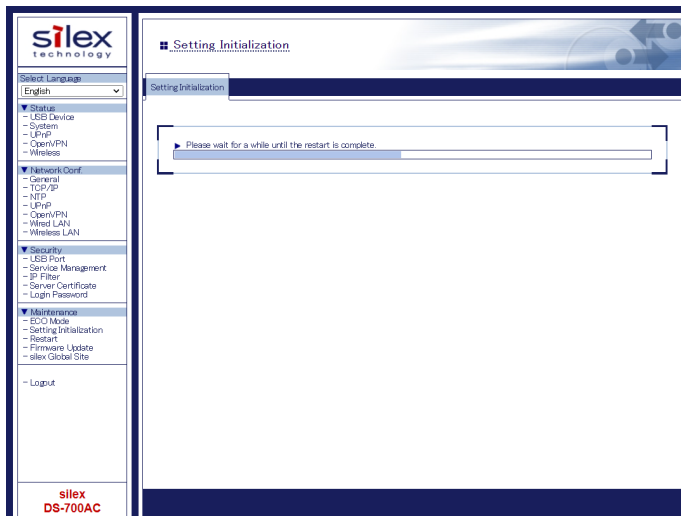 silex
technology
Setting Initialization
Select Language
English
Setting Initialization
▼ Status
- USB Device
- System
- UPnP
- OpenVPN
- Wireless
▶ Please wait for a while until the restart is complete.
▼ Network Conf.
- General
- TCP/IP
- NTP
- UPnP
- OpenVPN
- Wired LAN
- Wireless LAN
▼ Security
- USB Port
- Service Management
- IP Filter
- Server Certificate
- Login Password
▼ Maintenance
- ECO Mode
- Setting Initialization
- Restart
- Firmware Update
- silex Global Site
- Logout
silex
DS-700AC